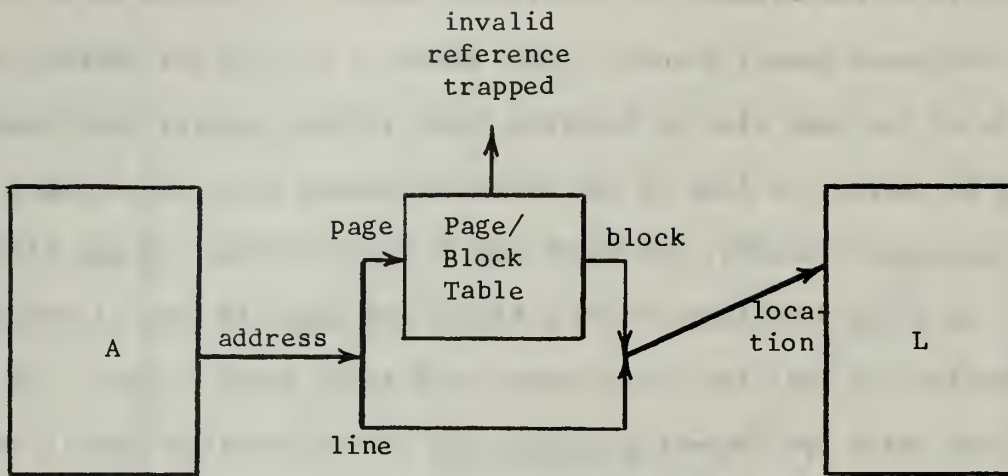 invalid
reference
trapped
page
Page/
Block
Table
block
A
address
loca-
tion
L
line